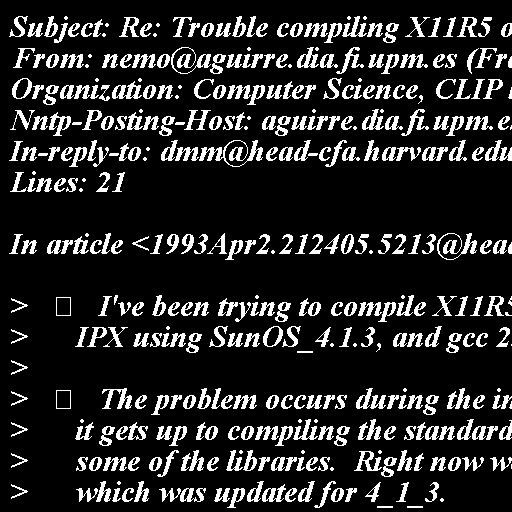 Subject: Re: Trouble compiling X11R5 o
From: nemo@aguirre.dia.fi.upm.es (Fr
Organization: Computer Science, CLIP
Nntp-Posting-Host: aguirre.dia.fi.upm.e
In-reply-to: dmm@head-cfa.harvard.edu
Lines: 21
In article <1993Apr2.212405.5213@head
> I've been trying to compile X11R5
> IPX using SunOS_4.1.3, and gcc 2
>
> The problem occurs during the in
> it gets up to compiling the standard
> some of the libraries. Right now w
> which was updated for 4_1_3.